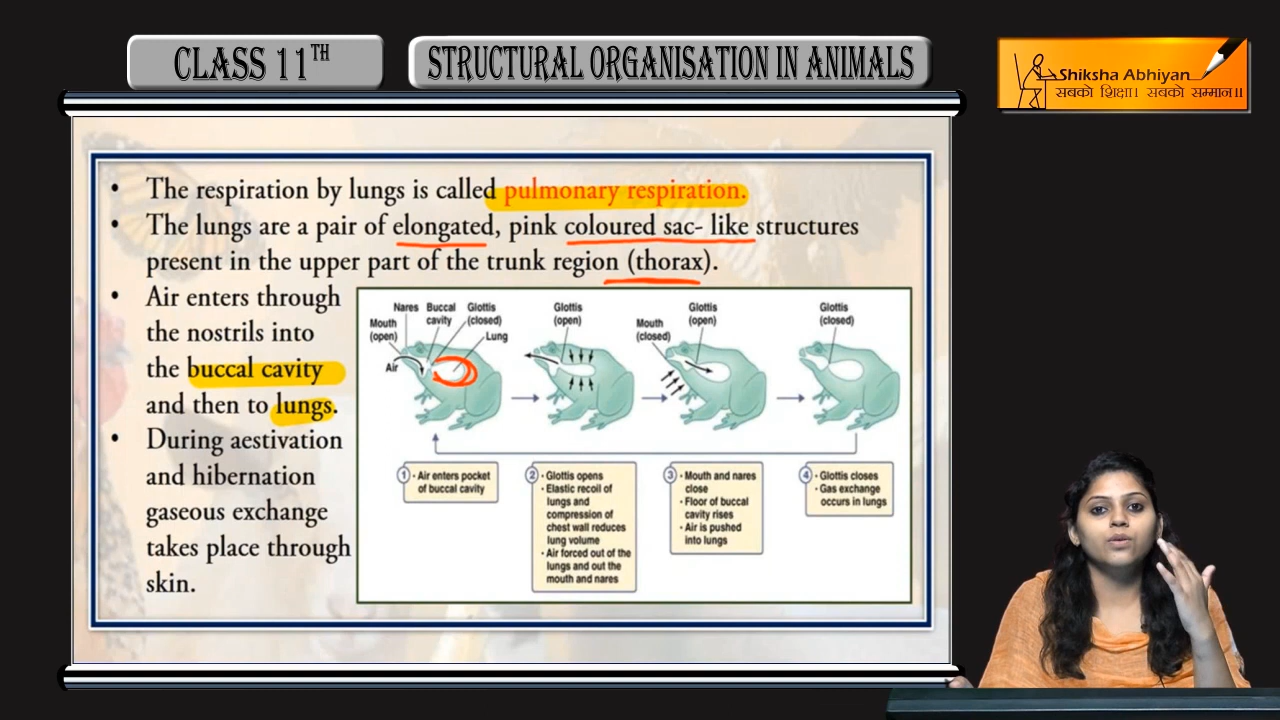 CLASS 11TH
STRUCTURAL ORGANISATION IN ANIMALS
Shiksha Abhiyan
सबको शिक्षा। सबको सम्मान॥
• The respiration by lungs is called pulmonary respiration.
• The lungs are a pair of elongated, pink coloured sac- like structures
present in the upper part of the trunk region (thorax).
• Air enters through
the nostrils into
the buccal cavity
and then to lungs.
• During aestivation
and hibernation
gaseous exchange
takes place through
skin.
Mouth
(open)
Nares
Buccal
cavity
Glottis
(closed)
Lung
Air
Glottis
(open)
Mouth
(closed)
Glottis
(open)
Glottis
(closed)
1 • Air enters pocket
of buccal cavity
2 • Glottis opens
• Elastic recoil of
lungs and
compression of
chest wall reduces
lung volume
• Air forced out of the
lungs and out the
mouth and nares
3 • Mouth and nares
close
• Floor of buccal
cavity rises
• Air is pushed
into lungs
4 • Glottis closes
• Gas exchange
occurs in lungs